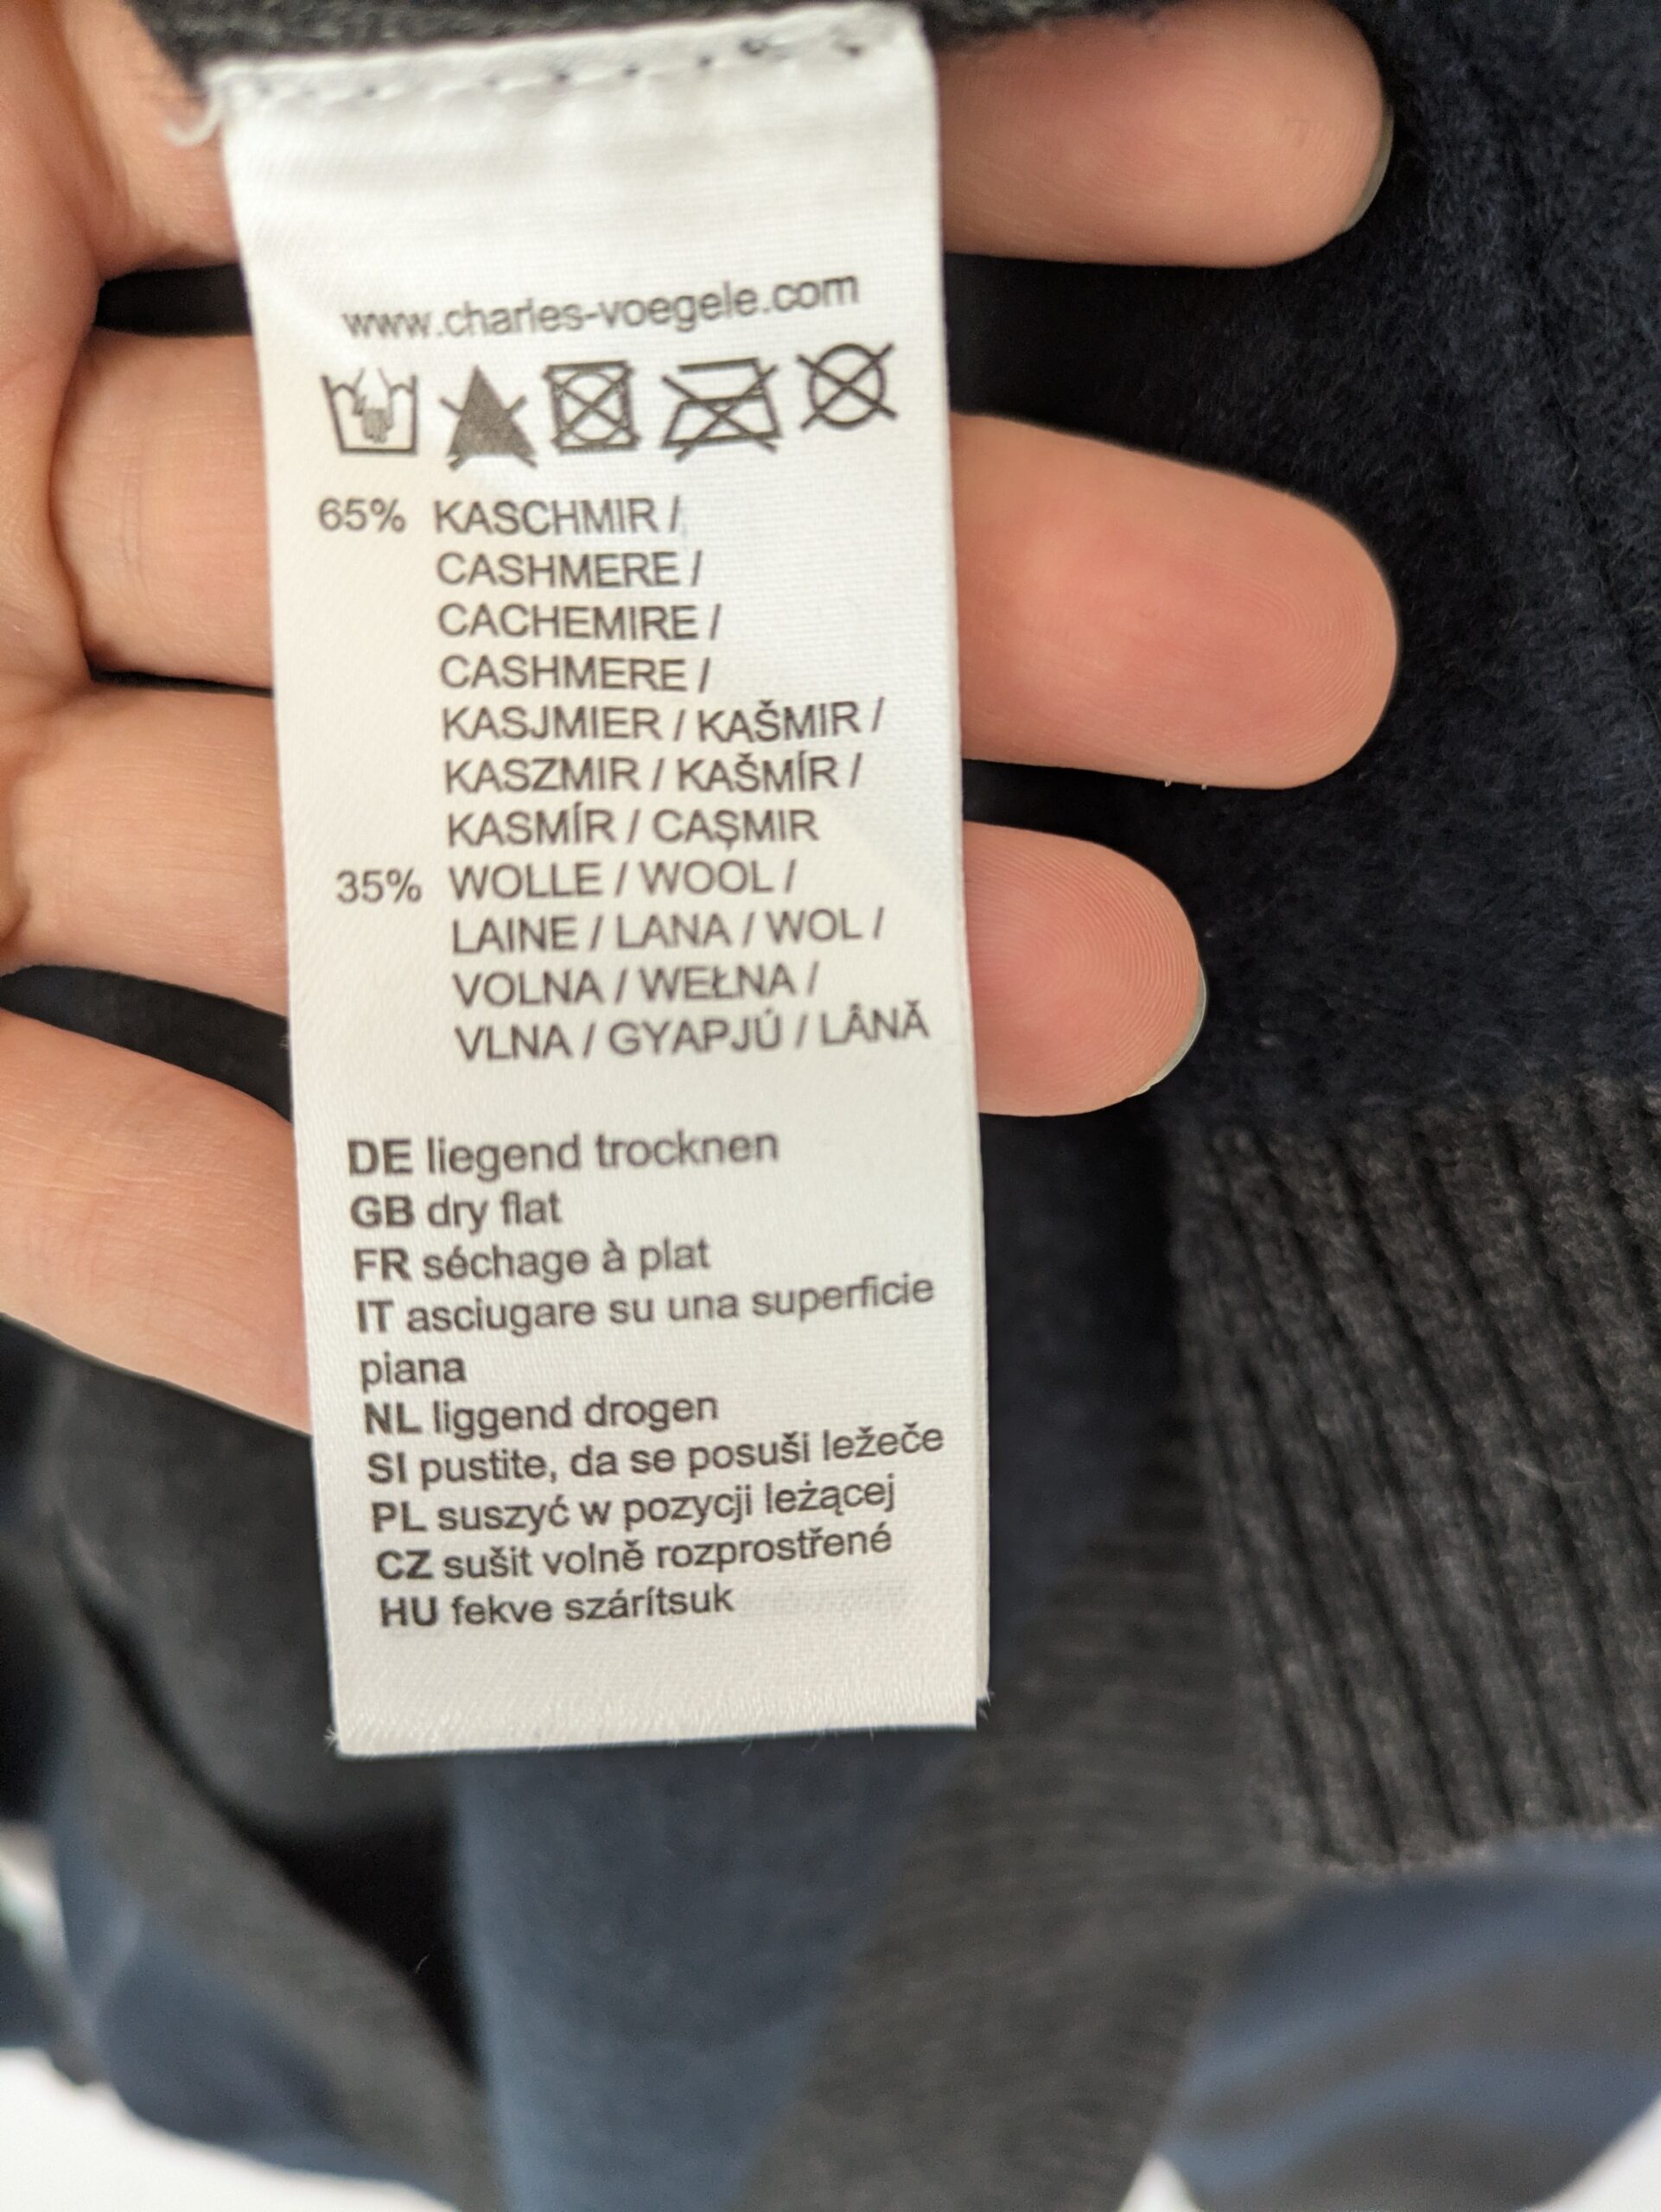 www.charles-voegele.com
65% KASCHMIR /
CASHMERE /
CACHEMIRE /
CASHMERE /
KASJMIER / KAŠMIR /
KASZMIR / KAŠMÍR /
KASMÍR / CAŞMIR
35% WOLLE / WOOL /
LAINE / LANA / WOL /
VOLNA / WEŁNA /
VLNA / GYAPJÚ / LÂNĂ
DE liegend trocknen
GB dry flat
FR séchage à plat
IT asciugare su una superficie
piana
NL liggend drogen
SI pustite, da se posuši ležeče
PL suszyć w pozycji leżącej
CZ sušit volně rozprostřené
HU fekve szárítsuk